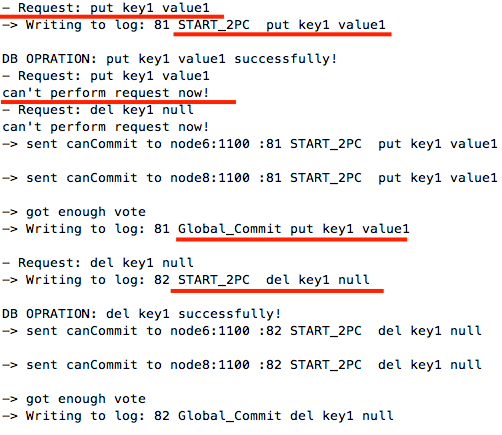 - Request: put key1 value1
-> Writing to log: 81 START_2PC  put key1 value1
DB OPRATION: put key1 value1 successfully!
- Request: put key1 value1
can't perform request now!
- Request: del key1 null
can't perform request now!
-> sent canCommit to node6:1100 :81 START_2PC  put key1 value1
-> sent canCommit to node8:1100 :81 START_2PC  put key1 value1
-> got enough vote
-> Writing to log: 81 Global_Commit put key1 value1
- Request: del key1 null
-> Writing to log: 82 START_2PC  del key1 null
DB OPRATION: del key1 successfully!
-> sent canCommit to node6:1100 :82 START_2PC  del key1 null
-> sent canCommit to node8:1100 :82 START_2PC  del key1 null
-> got enough vote
-> Writing to log: 82 Global_Commit del key1 null